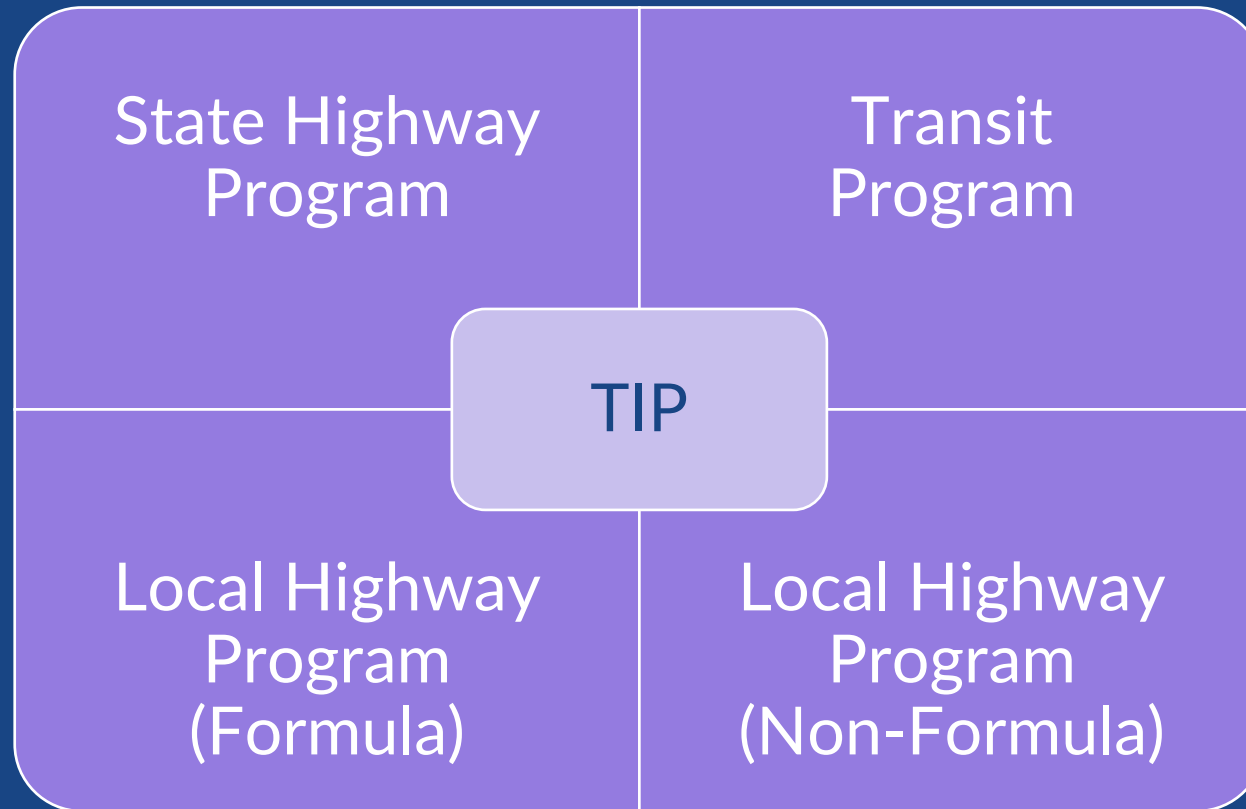 State Highway
Program
Transit
Program
TIP
Local Highway
Program
(Formula)
Local Highway
Program
(Non-Formula)